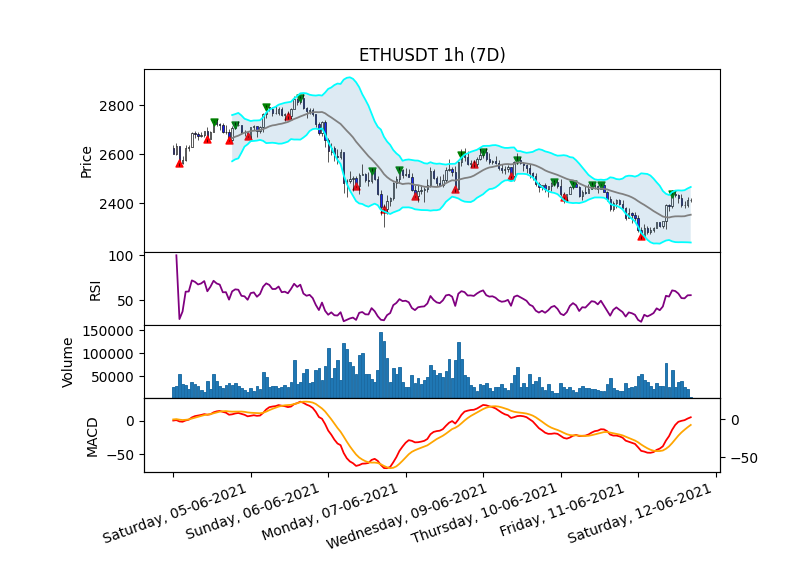 ETHUSDT 1h (7D)
Price
2800
2600
2400
RSI
100
50
Volume
150000
100000
50000
MACD
0
−50
0
−50
Saturday, 05-06-2021
Sunday, 06-06-2021
Monday, 07-06-2021
Wednesday, 09-06-2021
Thursday, 10-06-2021
Friday, 11-06-2021
Saturday, 12-06-2021